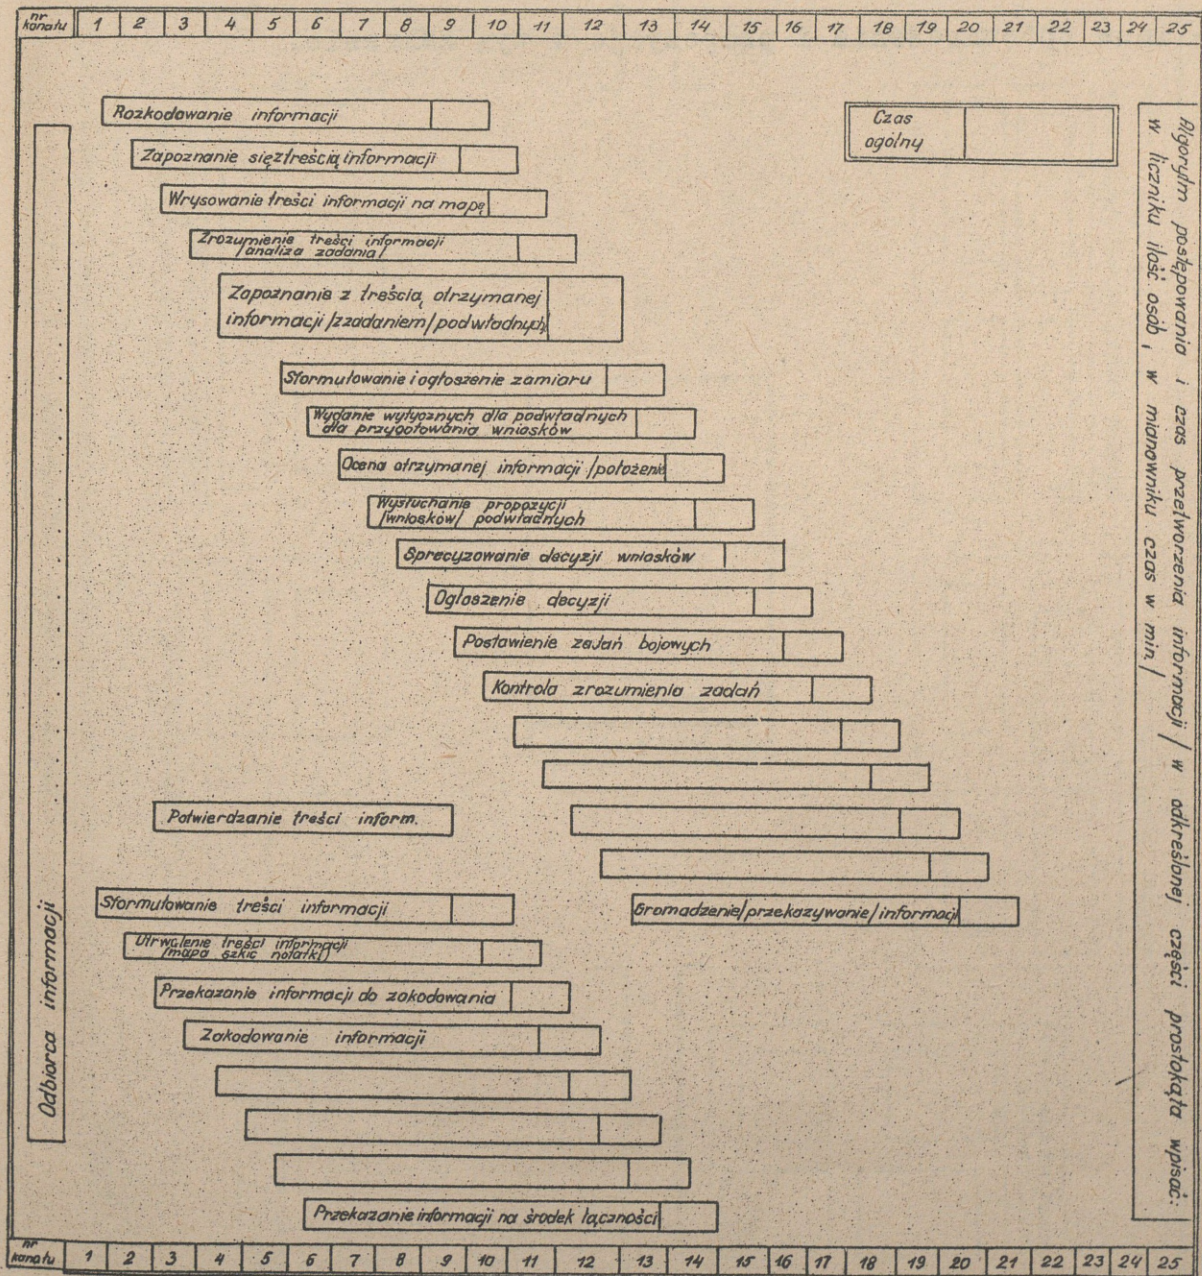 nr kanału 1 2 3 4 5 6 7 8 9 10 11 12 13 14 15 16 17 18 19 20 21 22 23 24 25
Rozkodowanie informacji
Czas
ogólny
Zapoznanie się z treścią informacji
Wrysowanie treści informacji na mapę
Zrozumienie treści informacji
/analiza zadania/
Zapoznanie z treścią otrzymanej
informacji /z zadaniem/ podwładnych
Sformułowanie i ogłoszenie zamiaru
Wydanie wytycznych dla podwładnych
dla przygotowania wniosków
Ocena otrzymanej informacji /położenie
Wysłuchanie propozycji
/wniosków/ podwładnych
Sprecyzowanie decyzji wniosków
Ogłoszenie decyzji
Postawienie zadań bojowych
Kontrola zrozumienia zadań
Potwierdzanie treści inform.
Sformułowanie treści informacji
Gromadzenie/przekazywanie/informacji
Utrwalenie treści informacji
/mapa szkic notatki/
Przekazanie informacji do zakodowania
Zakodowanie informacji
Przekazanie informacji na środek łączności
Odbiorca informacji
Algorytm postępowania i czas przetworzenia informacji / w określonej części prostokąta wpisać:
w liczniku ilość osób, w mianowniku czas w min/
nr kanału 1 2 3 4 5 6 7 8 9 10 11 12 13 14 15 16 17 18 19 20 21 22 23 24 25